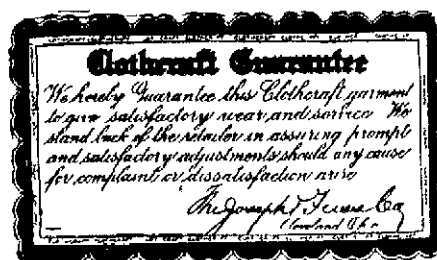 Clothcraft Guarantee
We hereby Guarantee this Clothcraft garment
to give satisfactory wear and service We
stand back of the retailer in assuring prompt
and satisfactory adjustments should any cause
for complaint or dissatisfaction arise
The Joseph & Feiss Co
Cleveland Ohio